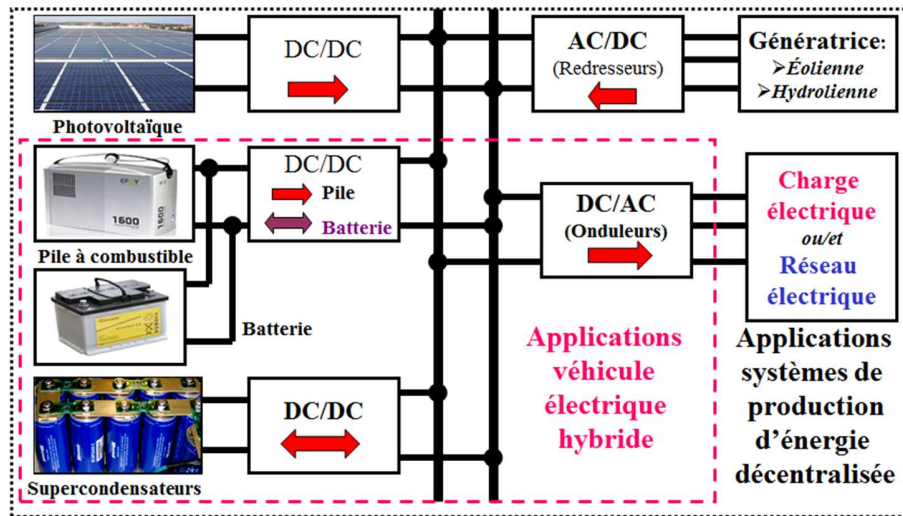 DC/DC
AC/DC
(Redresseurs)
Génératrice:
➢Éolienne
➢Hydrolienne
Photovoltaïque
EFOY
1600
1600
DC/DC
Pile
Batterie
Pile à combustible
DC/AC
(Onduleurs)
Charge
électrique
ou/et
Réseau
électrique
Batterie
DC/DC
Supercondensateurs
Applications
véhicule
électrique
hybride
Applications
systèmes de
production
d'énergie
décentralisée